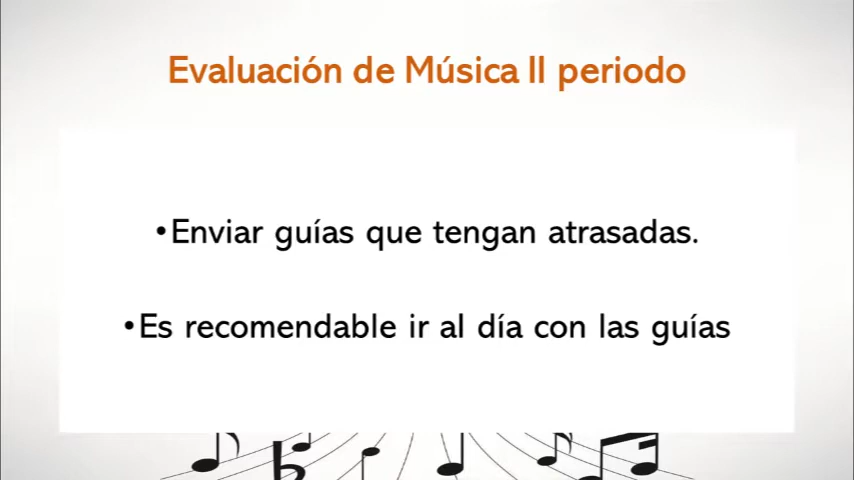 Evaluación de Música II periodo
•Enviar guías que tengan atrasadas.
•Es recomendable ir al día con las guías